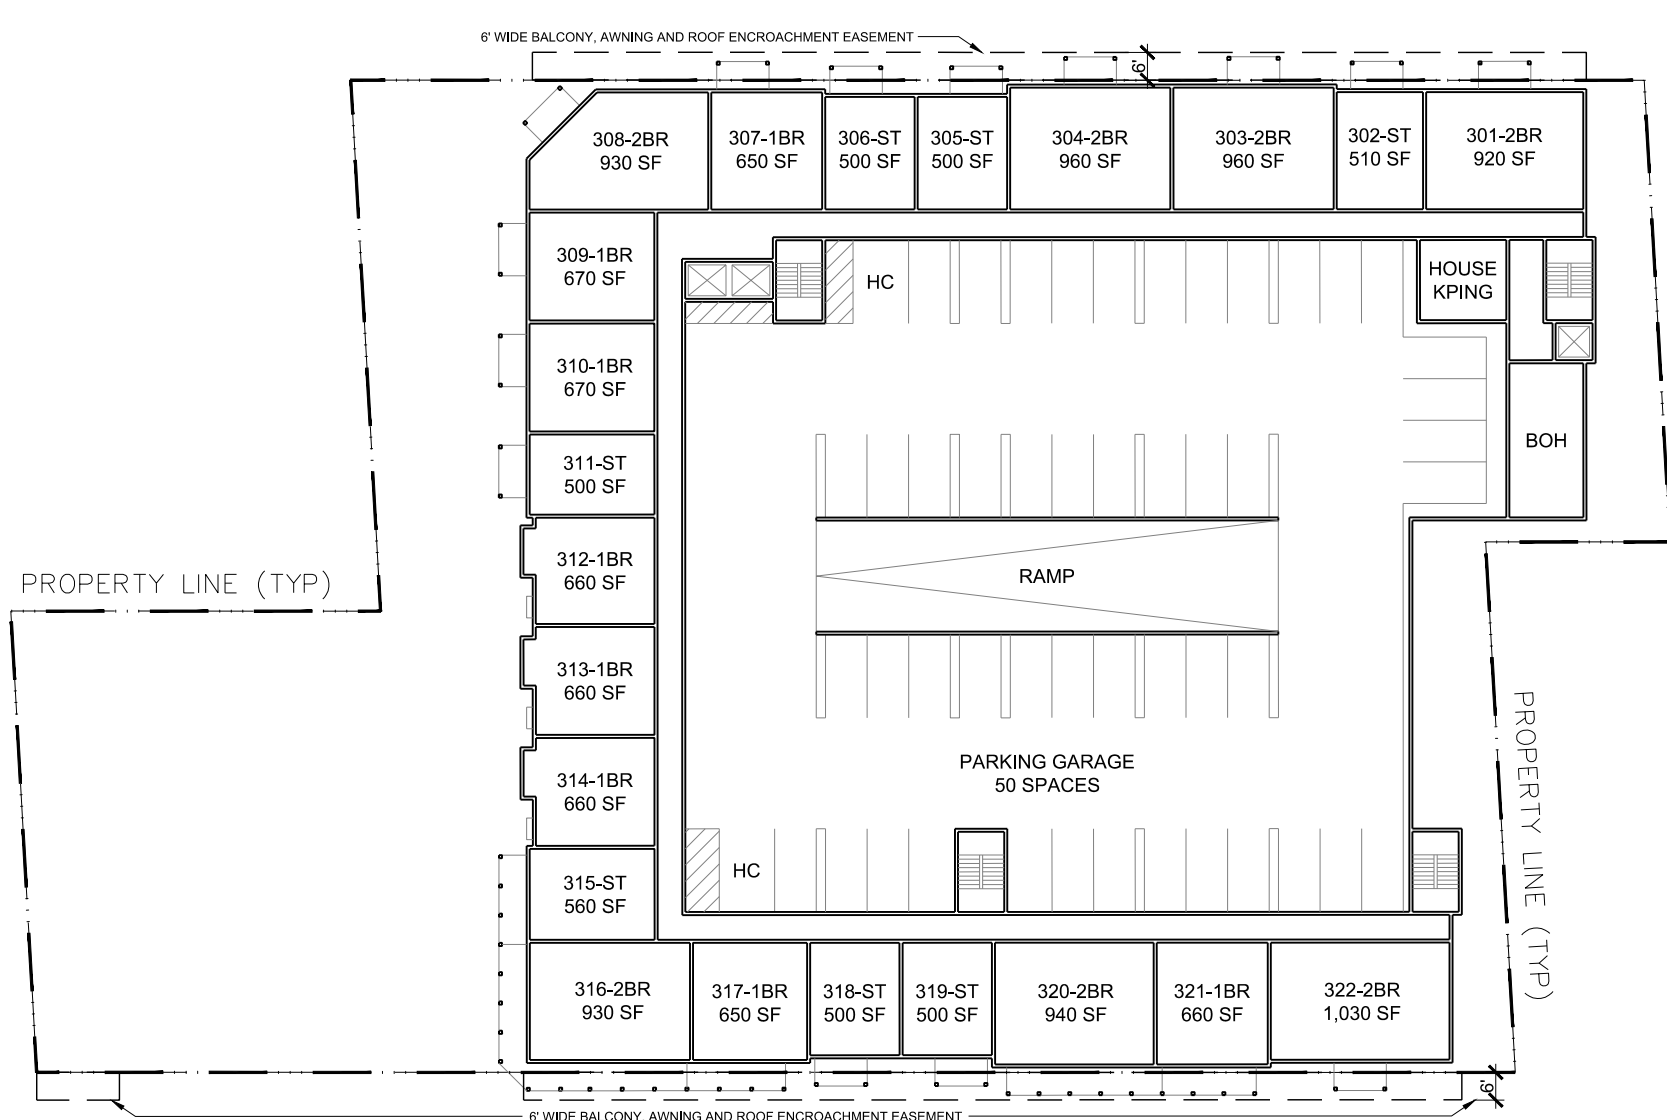 6' WIDE BALCONY, AWNING AND ROOF ENCROACHMENT EASEMENT
6'
308-2BR
930 SF
307-1BR
650 SF
306-ST
500 SF
305-ST
500 SF
304-2BR
960 SF
303-2BR
960 SF
302-ST
510 SF
301-2BR
920 SF
309-1BR
670 SF
HC
HOUSE
KPING
310-1BR
670 SF
311-ST
500 SF
BOH
312-1BR
660 SF
RAMP
PROPERTY LINE (TYP)
313-1BR
660 SF
314-1BR
660 SF
PARKING GARAGE
50 SPACES
PROPERTY LINE (TYP)
315-ST
560 SF
HC
316-2BR
930 SF
317-1BR
650 SF
318-ST
500 SF
319-ST
500 SF
320-2BR
940 SF
321-1BR
660 SF
322-2BR
1,030 SF
6'
6' WIDE BALCONY, AWNING AND ROOF ENCROACHMENT EASEMENT